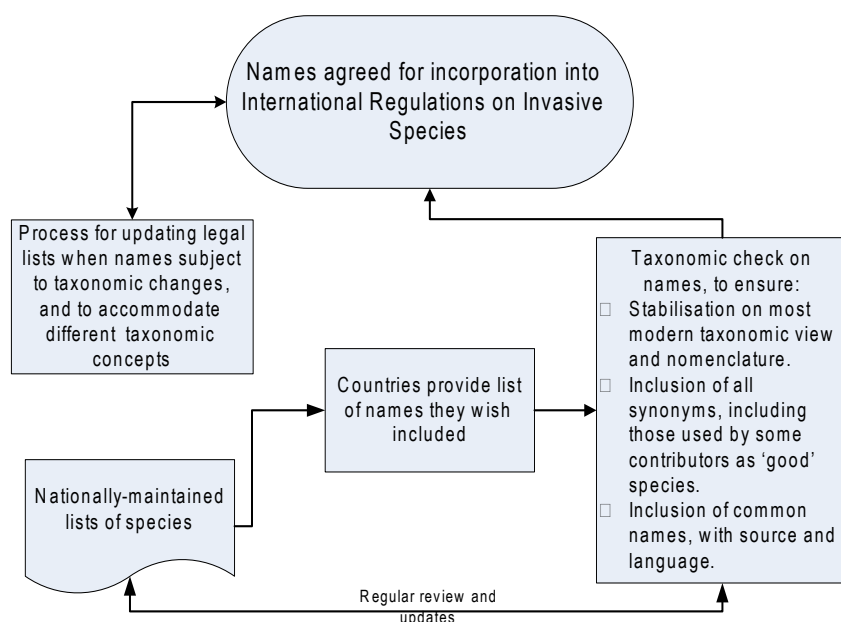 Names agreed for incorporation into
International Regulations on Invasive
Species
Process for updating legal
lists when names subject
to taxonomic changes,
and to accommodate
different taxonomic
concepts
Taxonomic check on
names, to ensure:
Stabilisation on most
modern taxonomic view
and nomenclature.
Inclusion of all
synonyms, including
those used by some
contributors as ‘good’
species.
Inclusion of common
names, with source and
language.
Countries provide list
of names they wish
included
Nationally-maintained
lists of species
Regular review and
updates